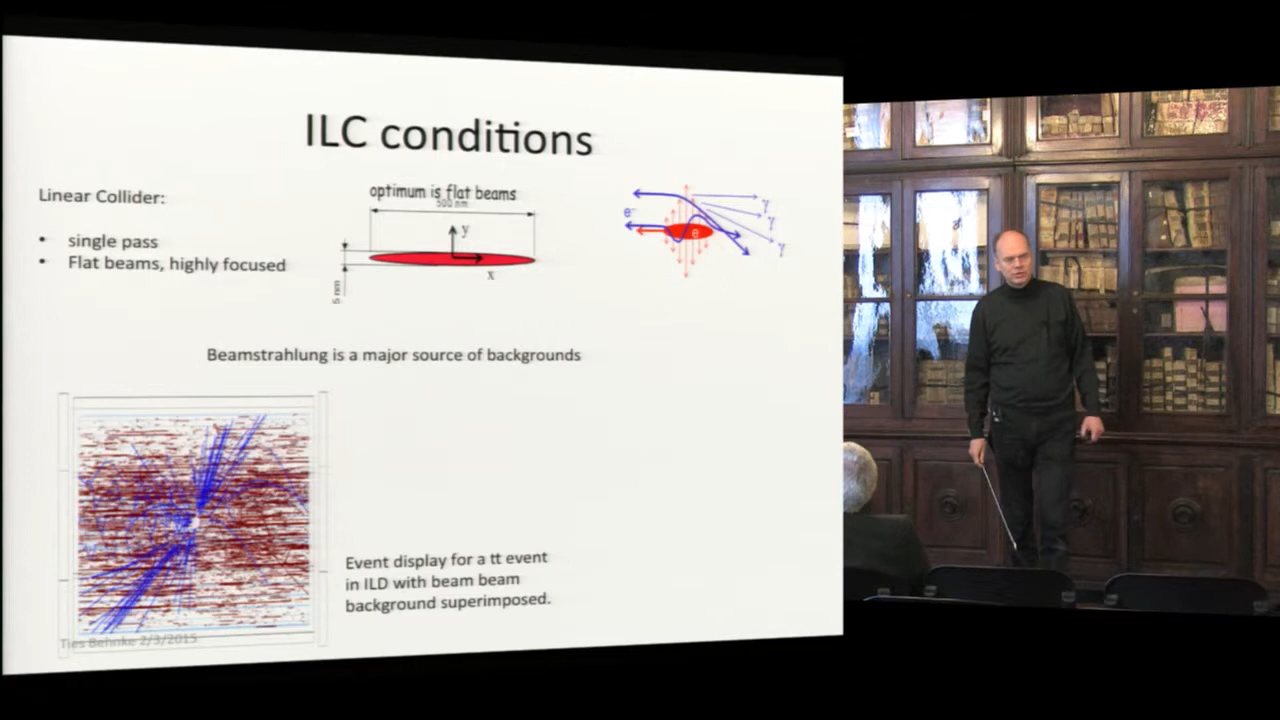 ILC conditions
Linear Collider:
• single pass
• Flat beams, highly focused
optimum is flat beams
500 nm
y
x
5 nm
e⁻
e
γ
γ
γ
Beamstrahlung is a major source of backgrounds
Event display for a tt event
in ILD with beam beam
background superimposed.
Ties Behnke 2/3/2015